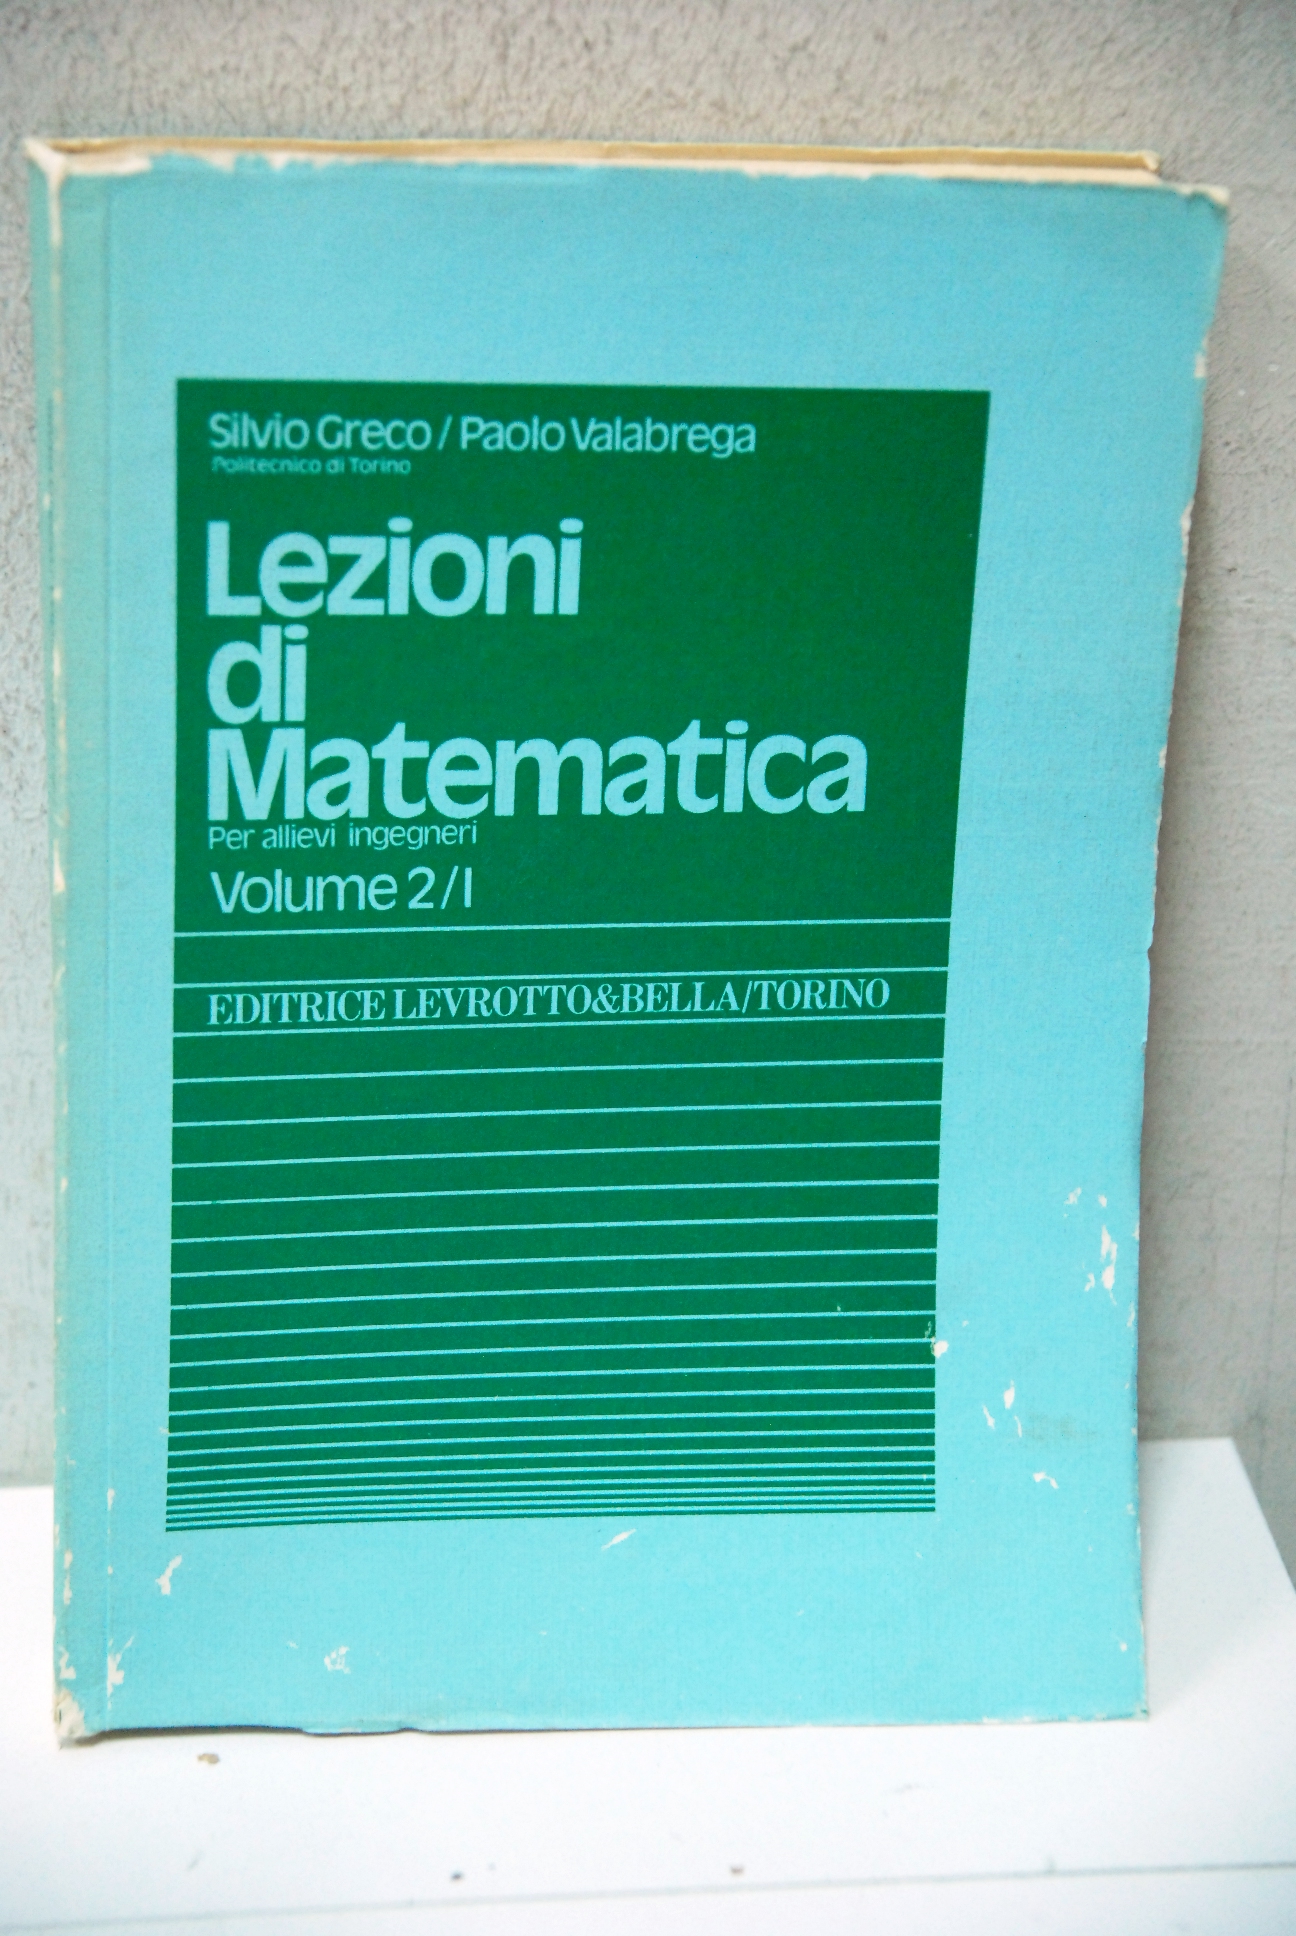 Silvio Greco / Paolo Valabrega
Politecnico di Torino
Lezioni
di
Matematica
Per allievi ingegneri
Volume 2/I
EDITRICE LEVROTTO&BELLA/TORINO